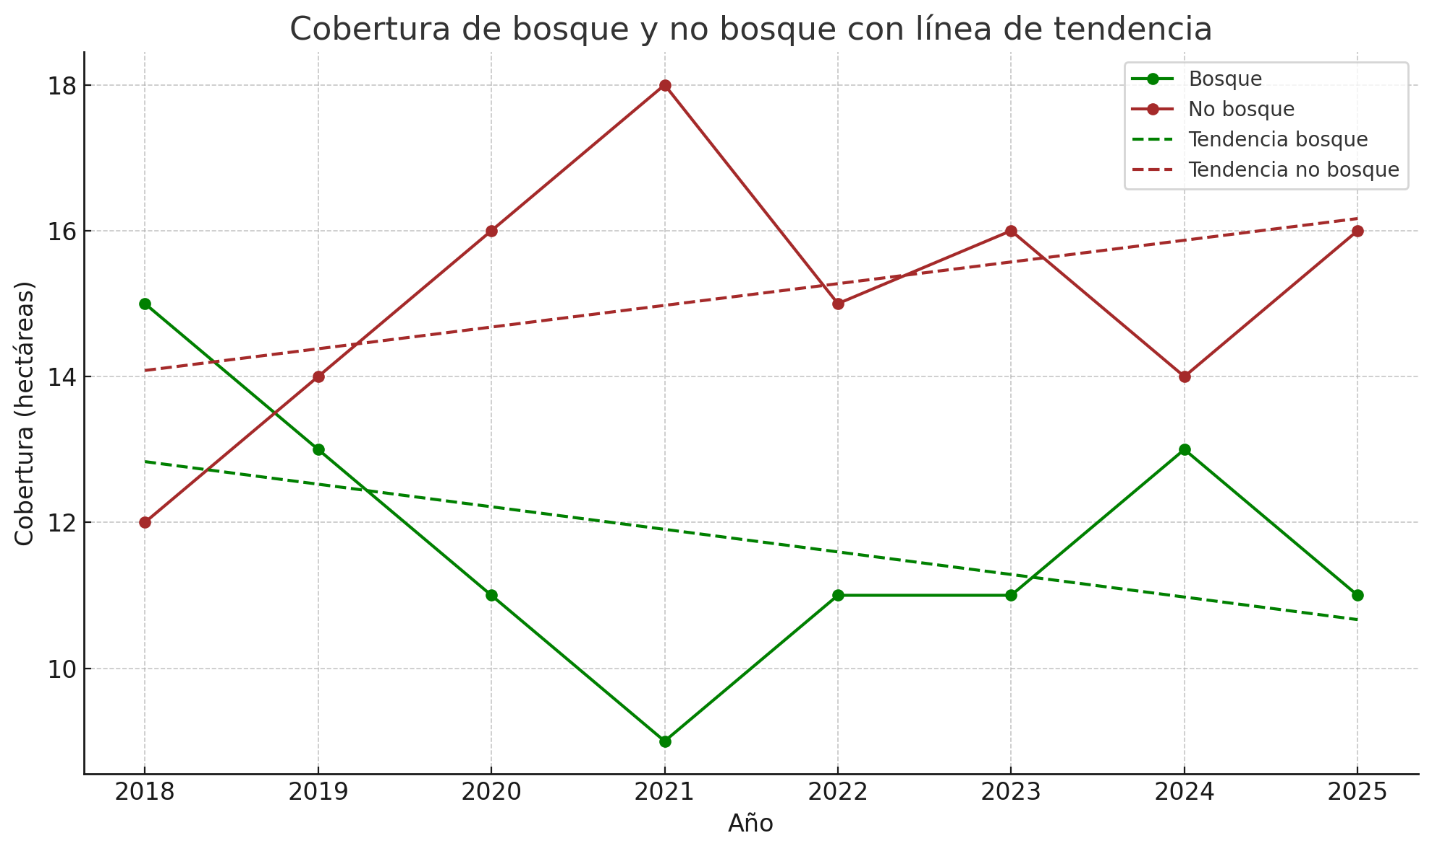 Cobertura de bosque y no bosque con línea de tendencia
Bosque
No bosque
Tendencia bosque
Tendencia no bosque
Cobertura (hectáreas)
18
16
14
12
10
2018 2019 2020 2021 2022 2023 2024 2025
Año